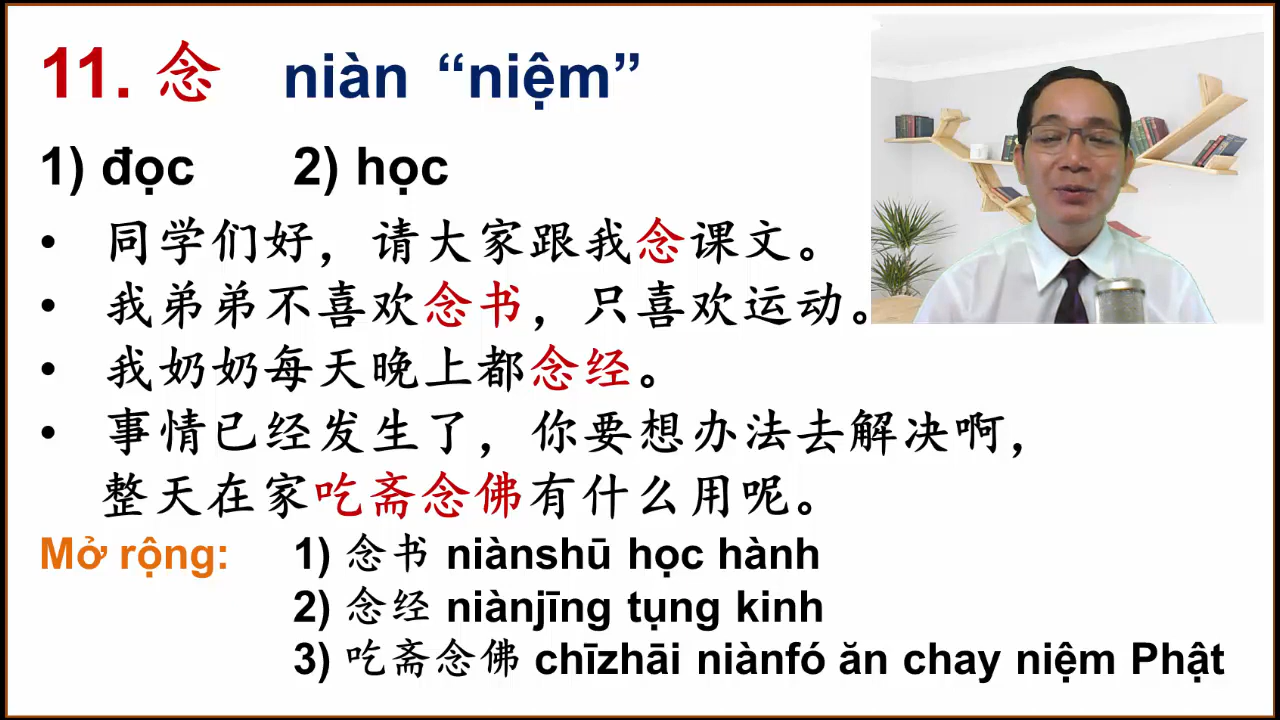 11. 念 niàn “niệm”
1) đọc 2) học
• 同学们好，请大家跟我念课文。
• 我弟弟不喜欢念书，只喜欢运动。
• 我奶奶每天晚上都念经。
• 事情已经发生了，你要想办法去解决啊，
整天在家吃斋念佛有什么用呢。
Mở rộng: 1) 念书 niànshū học hành
2) 念经 niànjīng tụng kinh
3) 吃斋念佛 chīzhāi niànfó ăn chay niệm Phật